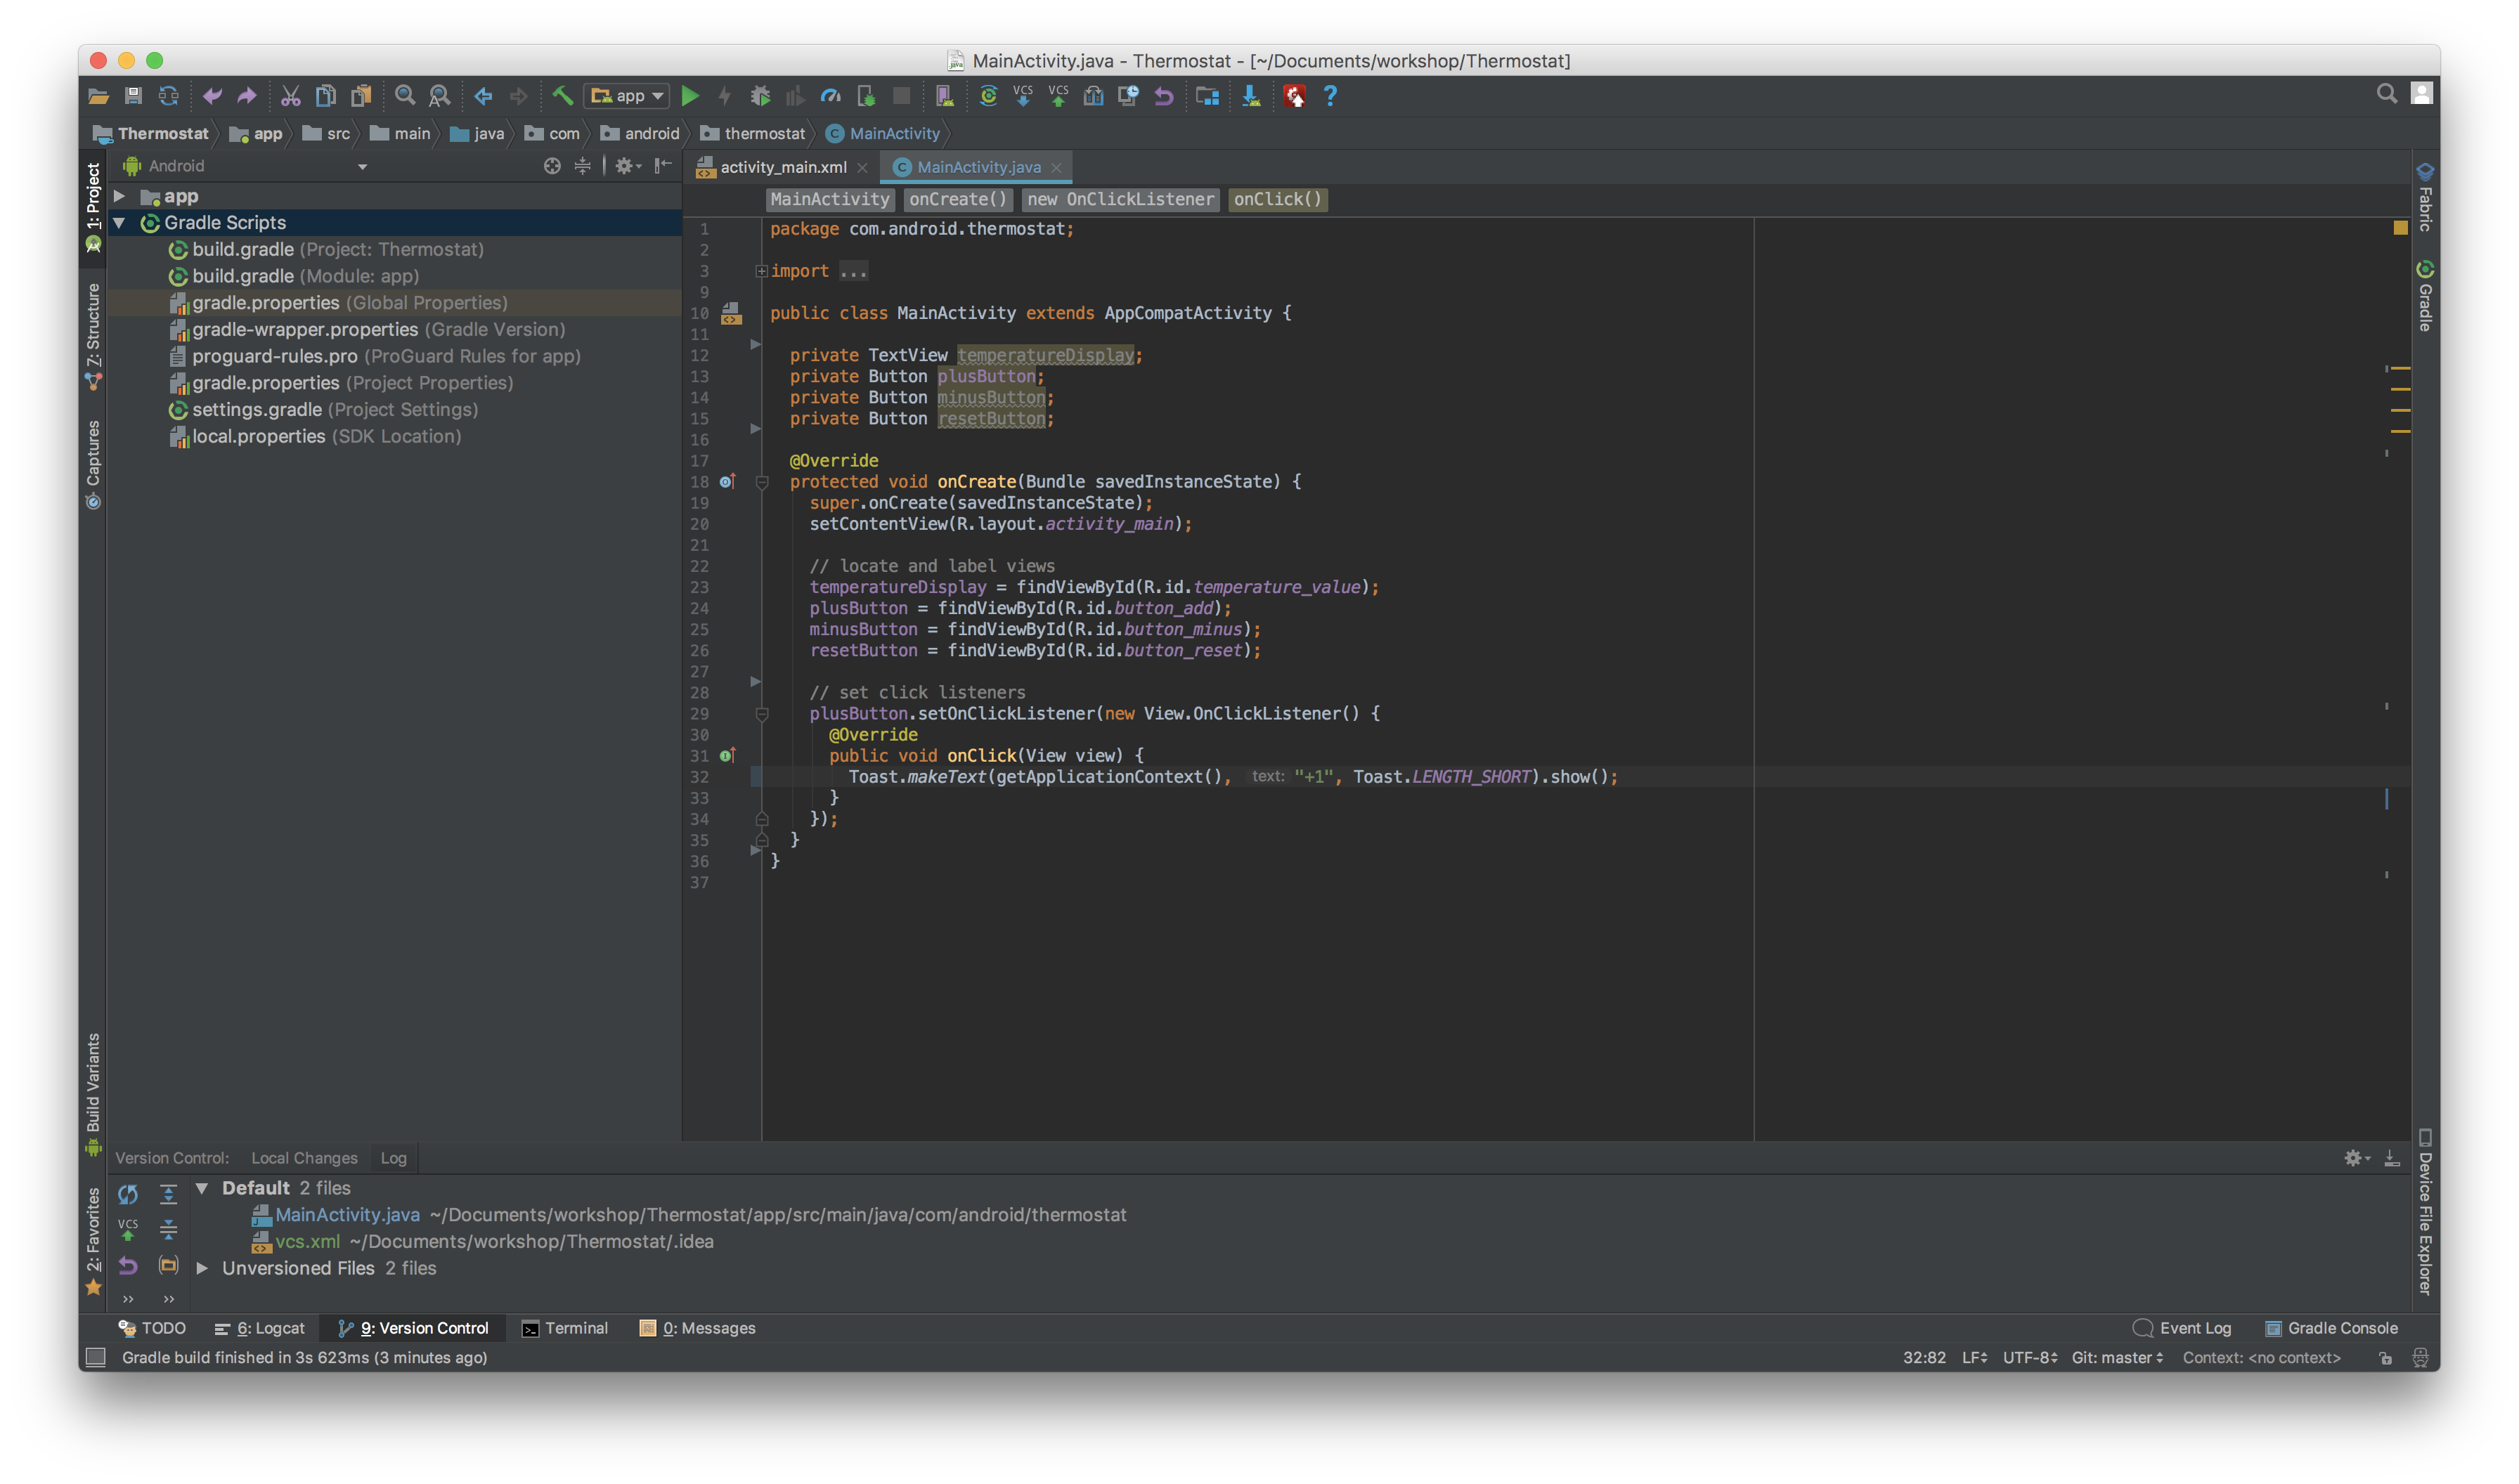 MainActivity.java - Thermostat - [~/Documents/workshop/Thermostat]
app
VCS
VCS
?
Thermostat
app
src
main
java
com
android
thermostat
C
MainActivity
1: Project
Z: Structure
Captures
Build Variants
2: Favorites
Android
app
Gradle Scripts
build.gradle (Project: Thermostat)
build.gradle (Module: app)
gradle.properties (Global Properties)
gradle-wrapper.properties (Gradle Version)
proguard-rules.pro (ProGuard Rules for app)
gradle.properties (Project Properties)
settings.gradle (Project Settings)
local.properties (SDK Location)
activity_main.xml
C MainActivity.java
MainActivity onCreate() new OnClickListener onClick()
1 package com.android.thermostat;
2
3 import ...
9
10 public class MainActivity extends AppCompatActivity {
11
12 private TextView temperatureDisplay;
13 private Button plusButton;
14 private Button minusButton;
15 private Button resetButton;
16
17 @Override
18 protected void onCreate(Bundle savedInstanceState) {
19 super.onCreate(savedInstanceState);
20 setContentView(R.layout.activity_main);
21
22 // locate and label views
23 temperatureDisplay = findViewById(R.id.temperature_value);
24 plusButton = findViewById(R.id.button_add);
25 minusButton = findViewById(R.id.button_minus);
26 resetButton = findViewById(R.id.button_reset);
27
28 // set click listeners
29 plusButton.setOnClickListener(new View.OnClickListener() {
30 @Override
31 public void onClick(View view) {
32 Toast.makeText(getApplicationContext(), text: "+1", Toast.LENGTH_SHORT).show();
33 }
34 });
35 }
36 }
37
Fabric
Gradle
Device File Explorer
Version Control: Local Changes Log
Default 2 files
MainActivity.java ~/Documents/workshop/Thermostat/app/src/main/java/com/android/thermostat
vcs.xml ~/Documents/workshop/Thermostat/.idea
Unversioned Files 2 files
VCS
TODO
6: Logcat
9: Version Control
Terminal
0: Messages
Event Log
Gradle Console
Gradle build finished in 3s 623ms (3 minutes ago)
32:82 LF UTF-8 Git: master Context: <no context>